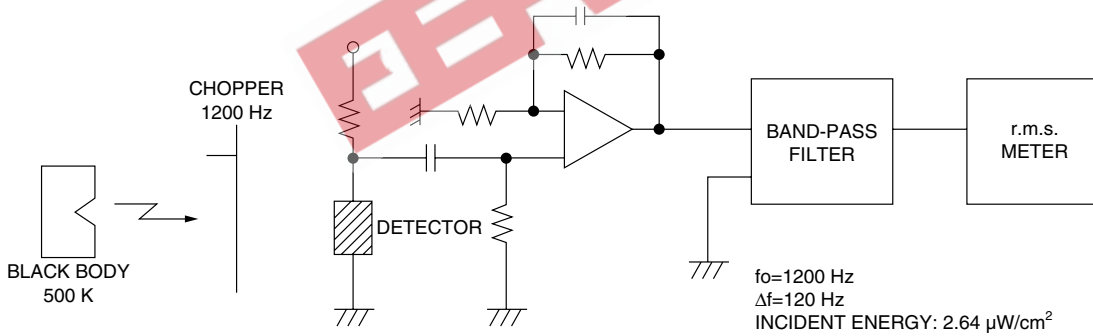 CHOPPER
1200 Hz
BLACK BODY
500 K
DETECTOR
BAND-PASS
FILTER
r.m.s.
METER
fo=1200 Hz
Δf=120 Hz
INCIDENT ENERGY: 2.64 μW/cm²